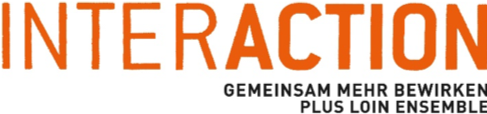 INTERACTION
GEMEINSAM MEHR BEWIRKEN
PLUS LOIN ENSEMBLE